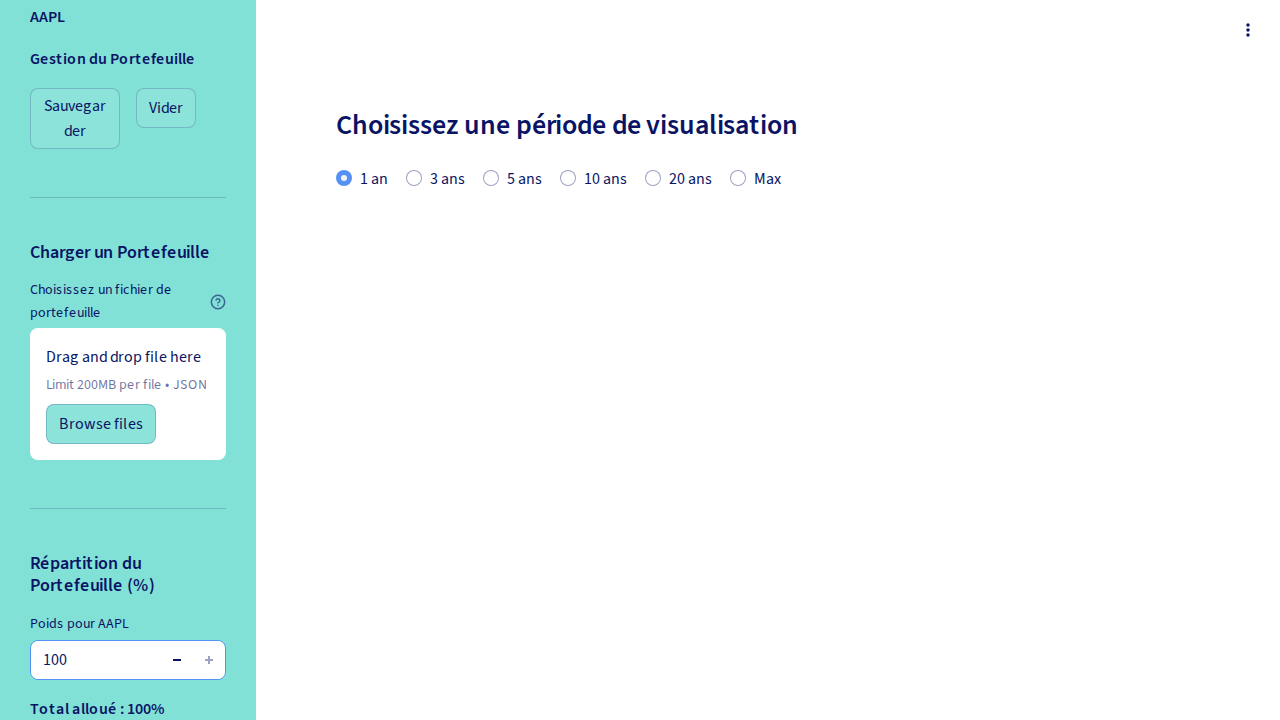 AAPL
Gestion du Portefeuille
Sauvegar
der
Vider
Charger un Portefeuille
Choisissez un fichier de
portefeuille
Drag and drop file here
Limit 200MB per file • JSON
Browse files
Répartition du
Portefeuille (%)
Poids pour AAPL
100
Total alloué : 100%
Choisissez une période de visualisation
1 an 3 ans 5 ans 10 ans 20 ans Max